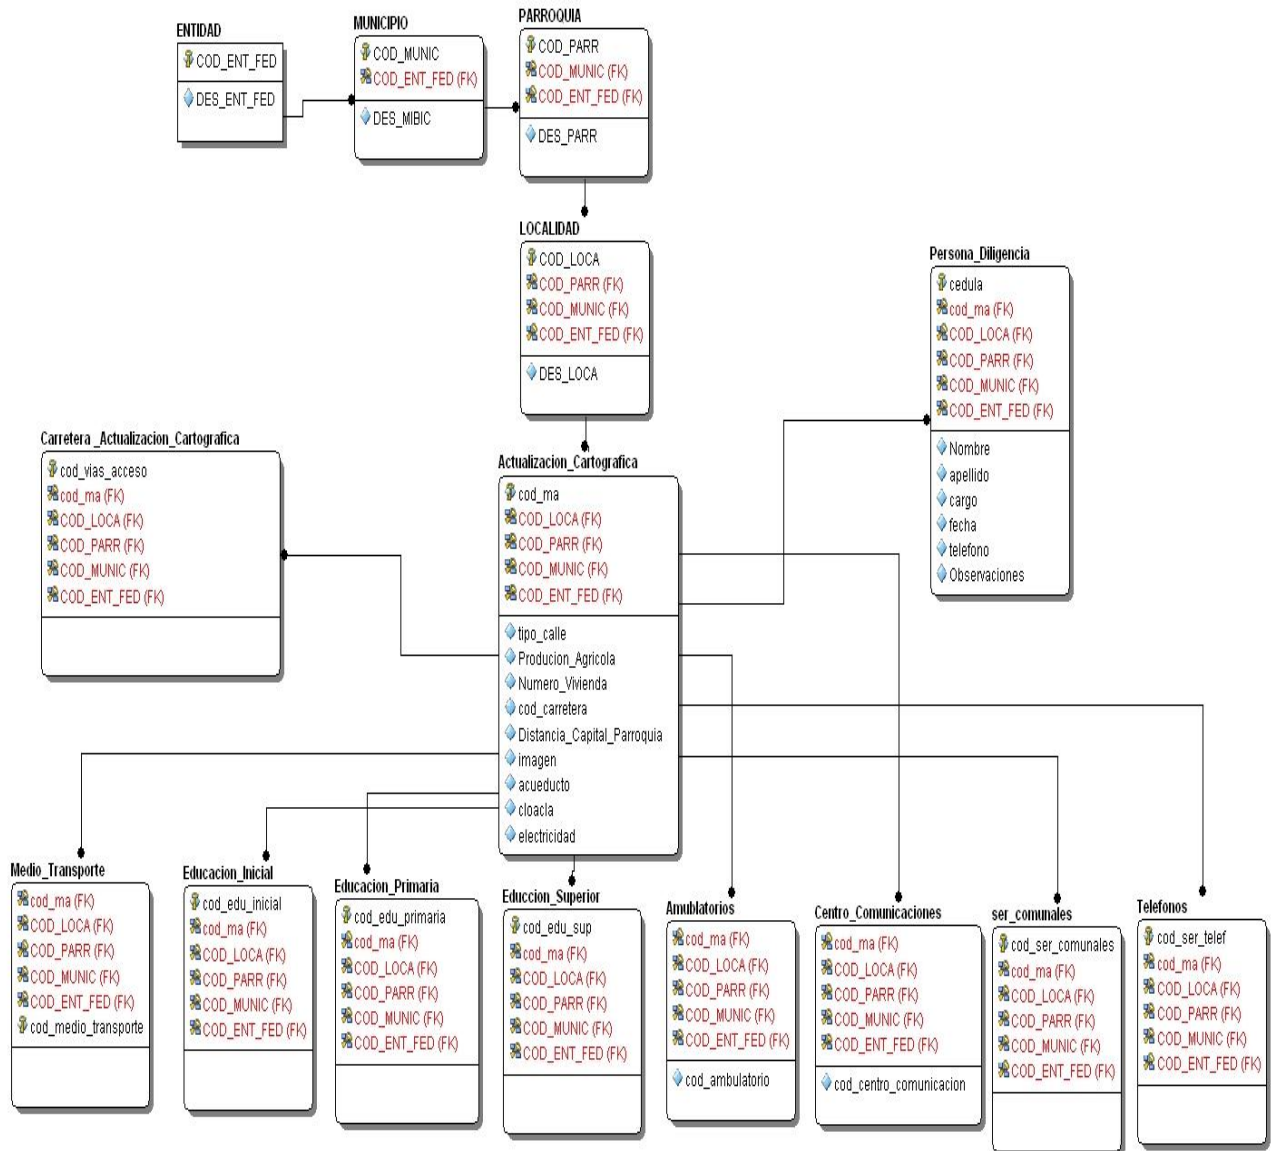 ENTIDAD
COD_ENT_FED
DES_ENT_FED
MUNICIPIO
COD_MUNIC
COD_ENT_FED (FK)
DES_MIBIC
PARROQUIA
COD_PARR
COD_MUNIC (FK)
COD_ENT_FED (FK)
DES_PARR
LOCALIDAD
COD_LOCA
COD_PARR (FK)
COD_MUNIC (FK)
COD_ENT_FED (FK)
DES_LOCA
Persona_Diligencia
cedula
cod_ma (FK)
COD_LOCA (FK)
COD_PARR (FK)
COD_MUNIC (FK)
COD_ENT_FED (FK)
Nombre
apellido
cargo
fecha
telefono
Observaciones
Carretera _Actualizacion_Cartografica
cod_vias_acceso
cod_ma (FK)
COD_LOCA (FK)
COD_PARR (FK)
COD_MUNIC (FK)
COD_ENT_FED (FK)
Actualizacion_Cartografica
cod_ma
COD_LOCA (FK)
COD_PARR (FK)
COD_MUNIC (FK)
COD_ENT_FED (FK)
tipo_calle
Producion_Agricola
Numero_Vivienda
cod_carretera
Distancia_Capital_Parroquia
imagen
acueducto
cloacla
electricidad
Medio_Transporte
cod_ma (FK)
COD_LOCA (FK)
COD_PARR (FK)
COD_MUNIC (FK)
COD_ENT_FED (FK)
cod_medio_transporte
Educacion_Inicial
cod_edu_inicial
cod_ma (FK)
COD_LOCA (FK)
COD_PARR (FK)
COD_MUNIC (FK)
COD_ENT_FED (FK)
Educacion_Primaria
cod_edu_primaria
cod_ma (FK)
COD_LOCA (FK)
COD_PARR (FK)
COD_MUNIC (FK)
COD_ENT_FED (FK)
Educcion_Superior
cod_edu_sup
cod_ma (FK)
COD_LOCA (FK)
COD_PARR (FK)
COD_MUNIC (FK)
COD_ENT_FED (FK)
Amublatorios
cod_ma (FK)
COD_LOCA (FK)
COD_PARR (FK)
COD_MUNIC (FK)
COD_ENT_FED (FK)
cod_ambulatorio
Centro_Comunicaciones
cod_ma (FK)
COD_LOCA (FK)
COD_PARR (FK)
COD_MUNIC (FK)
COD_ENT_FED (FK)
cod_centro_comunicacion
ser_comunales
cod_ser_comunales
cod_ma (FK)
COD_LOCA (FK)
COD_PARR (FK)
COD_MUNIC (FK)
COD_ENT_FED (FK)
Telefonos
cod_ser_telef
cod_ma (FK)
COD_LOCA (FK)
COD_PARR (FK)
COD_MUNIC (FK)
COD_ENT_FED (FK)